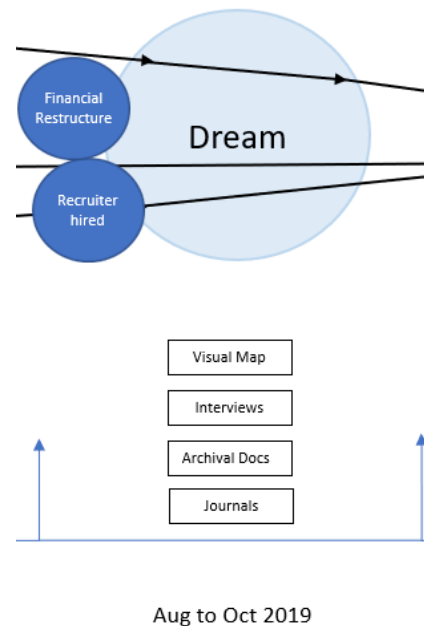 Financial
Restructure
Dream
Recruiter
hired
Visual Map
Interviews
Archival Docs
Journals
Aug to Oct 2019